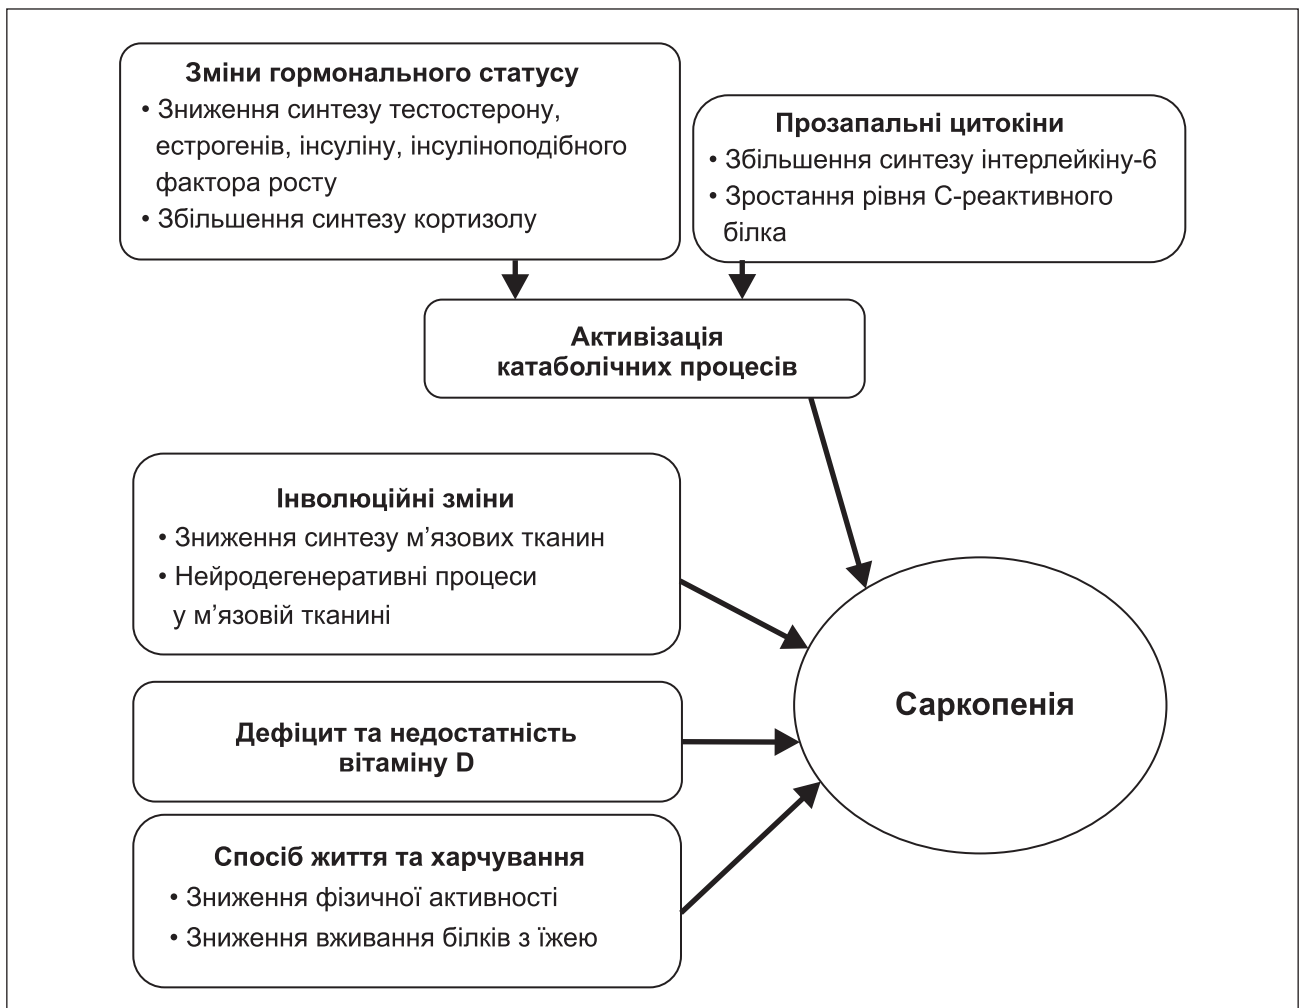 Зміни гормонального статусу
• Зниження синтезу тестостерону,
естрогенів, інсуліну, інсуліноподібного
фактора росту
• Збільшення синтезу кортизолу
Прозапальні цитокіни
• Збільшення синтезу інтерлейкіну-6
• Зростання рівня С-реактивного
білка
Активізація
катаболічних процесів
Інволюційні зміни
• Зниження синтезу м’язових тканин
• Нейродегенеративні процеси
у м’язовій тканині
Саркопенія
Дефіцит та недостатність
вітаміну D
Спосіб життя та харчування
• Зниження фізичної активності
• Зниження вживання білків з їжею